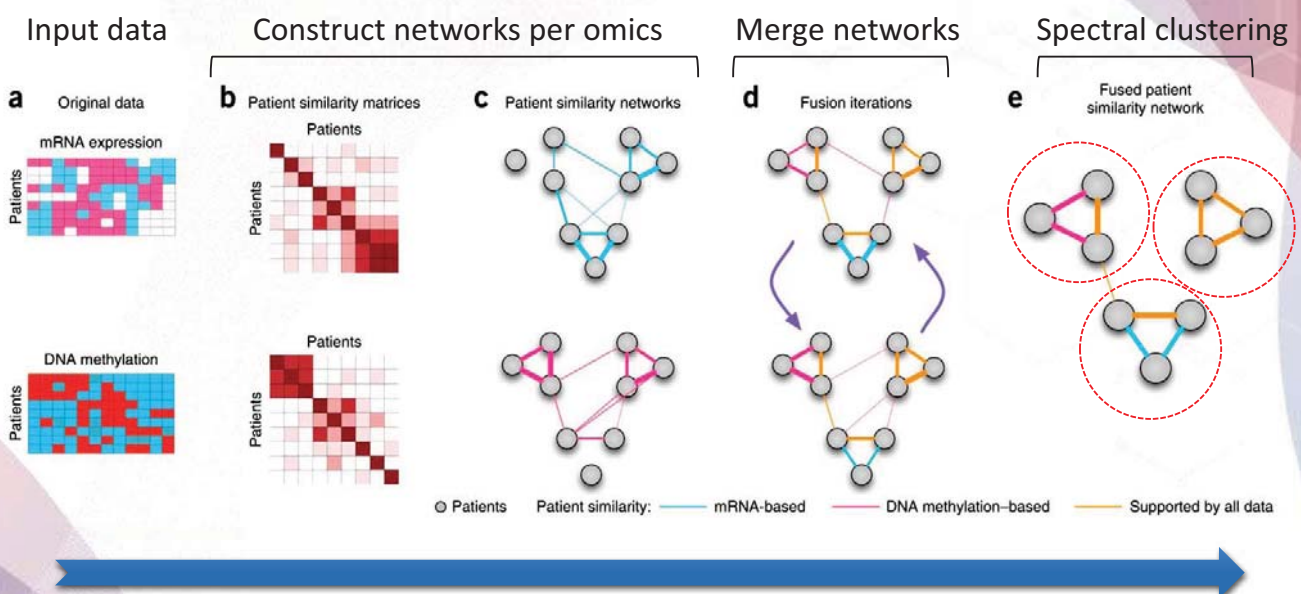 Input data
Construct networks per omics
Merge networks
Spectral clustering
a
Original data
mRNA expression
Patients
DNA methylation
Patients
b
Patient similarity matrices
Patients
Patients
Patients
Patients
c
Patient similarity networks
d
Fusion iterations
e
Fused patient
similarity network
Patients
Patient similarity:
mRNA-based
DNA methylation–based
Supported by all data